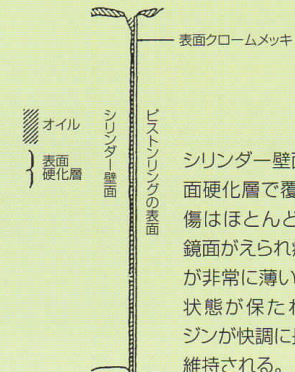 表面クロームメッキ
オイル
表面
硬化層
シリンダー壁面
ピストンリングの表面
シリンダー壁面
面硬化層で覆
傷はほとんど
鏡面がえられ
が非常に薄い
状態が保たれ
ジンが快調に
維持される。